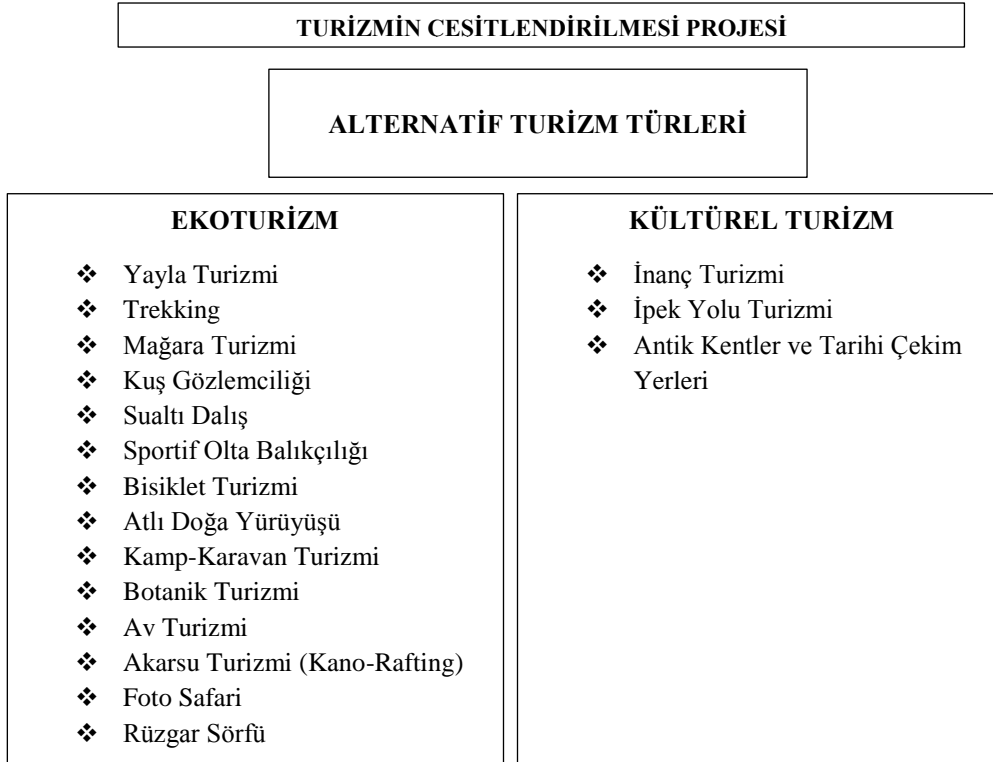 TURİZMİN CESİTLENDİRİLMESİ PROJESİ
ALTERNATİF TURİZM TÜRLERİ
EKOTURİZM
❖ Yayla Turizmi
❖ Trekking
❖ Mağara Turizmi
❖ Kuş Gözlemciliği
❖ Sualtı Dalış
❖ Sportif Olta Balıkçılığı
❖ Bisiklet Turizmi
❖ Atlı Doğa Yürüyüşü
❖ Kamp-Karavan Turizmi
❖ Botanik Turizmi
❖ Av Turizmi
❖ Akarsu Turizmi (Kano-Rafting)
❖ Foto Safari
❖ Rüzgar Sörfü
KÜLTÜREL TURİZM
❖ İnanç Turizmi
❖ İpek Yolu Turizmi
❖ Antik Kentler ve Tarihi Çekim
Yerleri